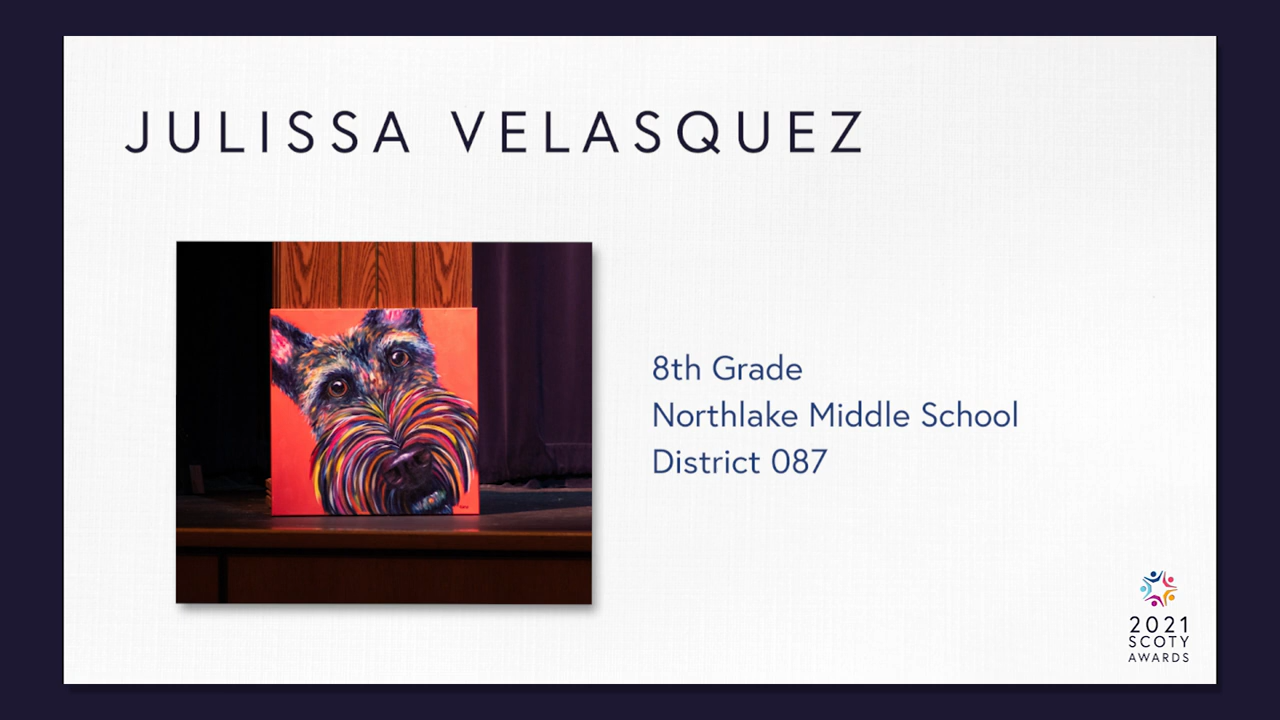 JULISSA VELASQUEZ
8th Grade
Northlake Middle School
District 087
2021
SCOTY
AWARDS